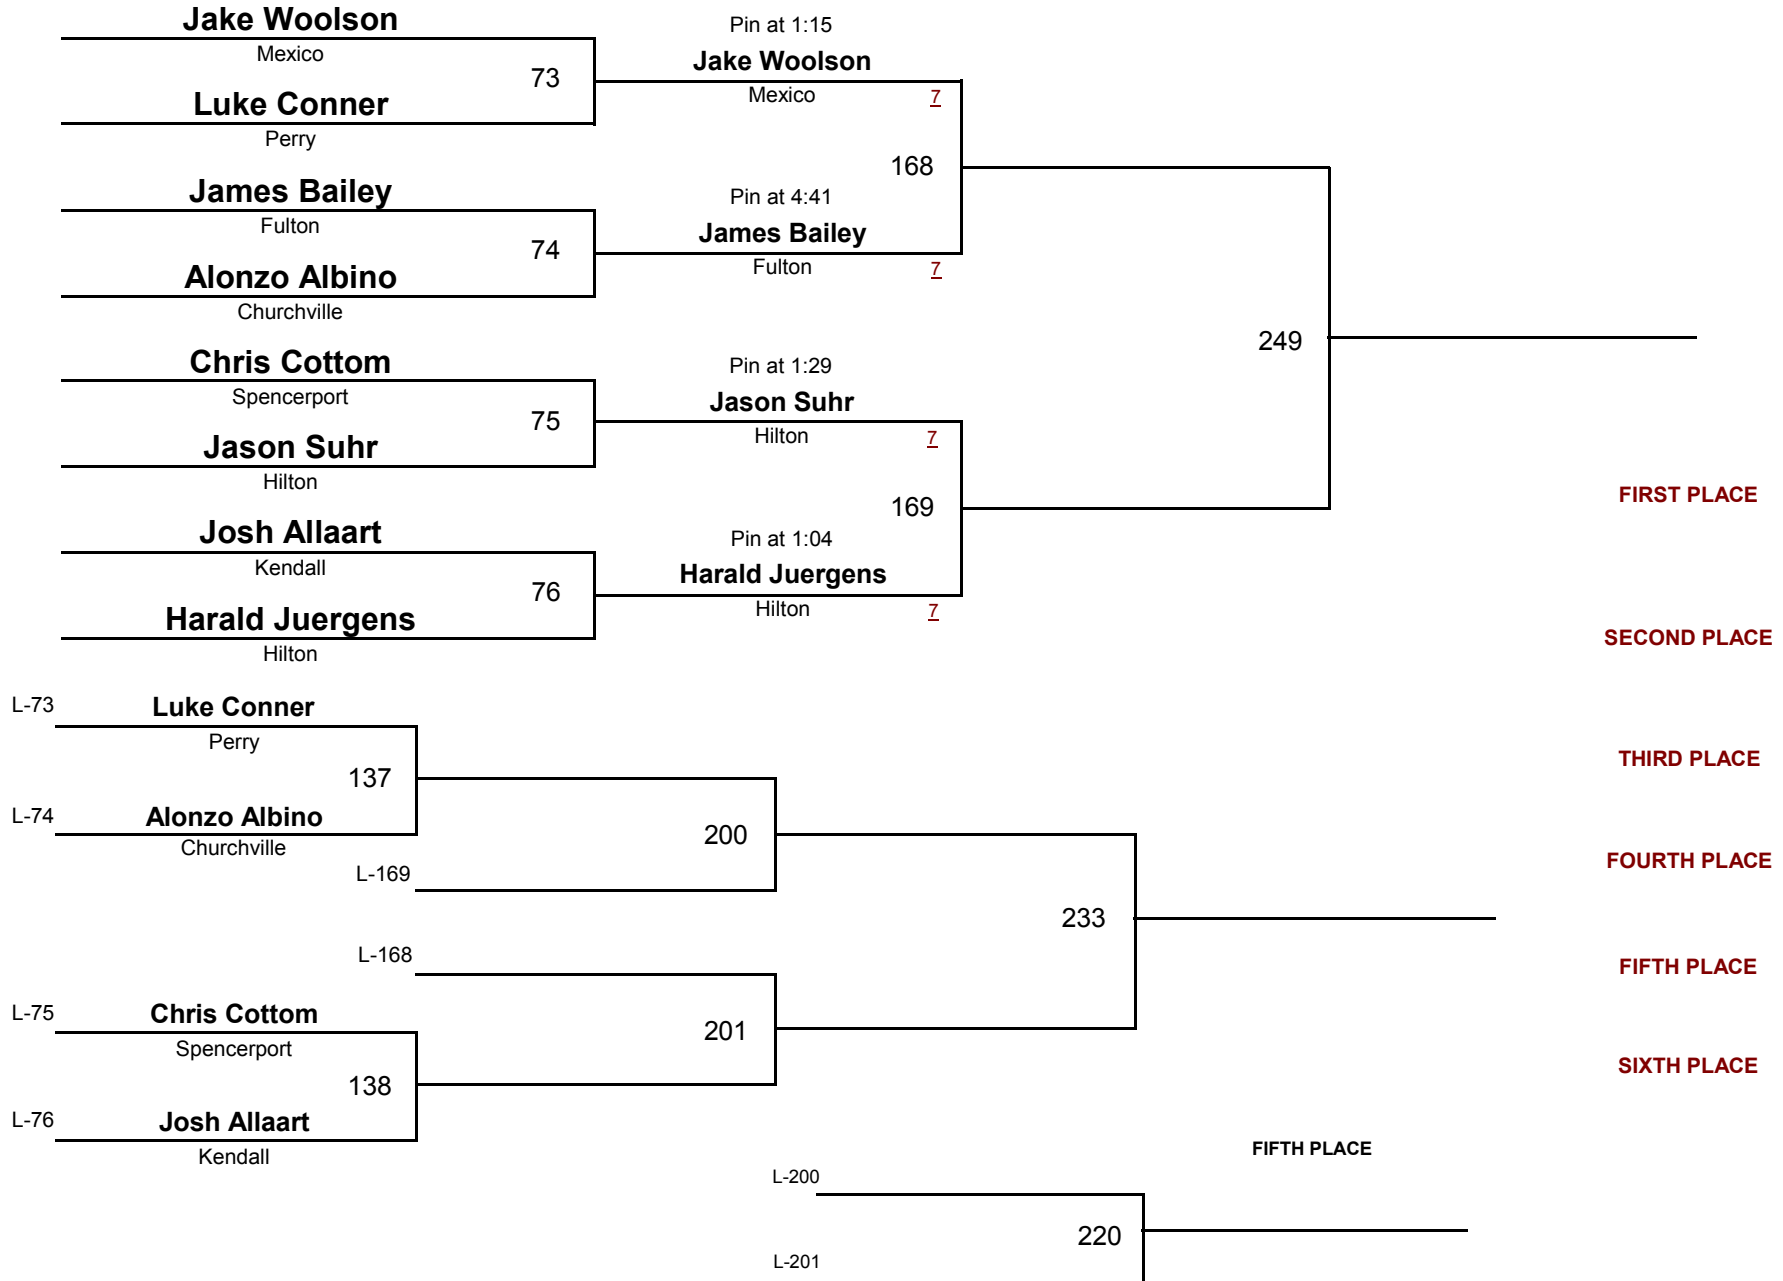 Jake Woolson
Mexico
73
Luke Conner
Perry
James Bailey
Fulton
74
Alonzo Albino
Churchville
Chris Cottom
Spencerport
75
Jason Suhr
Hilton
Josh Allaart
Kendall
76
Harald Juergens
Hilton
Pin at 1:15
Jake Woolson
Mexico 7
168
Pin at 4:41
James Bailey
Fulton 7
Pin at 1:29
Jason Suhr
Hilton 7
169
Pin at 1:04
Harald Juergens
Hilton 7
249
FIRST PLACE
SECOND PLACE
THIRD PLACE
FOURTH PLACE
FIFTH PLACE
SIXTH PLACE
L-73 Luke Conner
Perry
137
L-74 Alonzo Albino
Churchville
L-169
200
L-168
L-75 Chris Cottom
Spencerport
138
L-76 Josh Allaart
Kendall
201
233
FIFTH PLACE
L-200
220
L-201